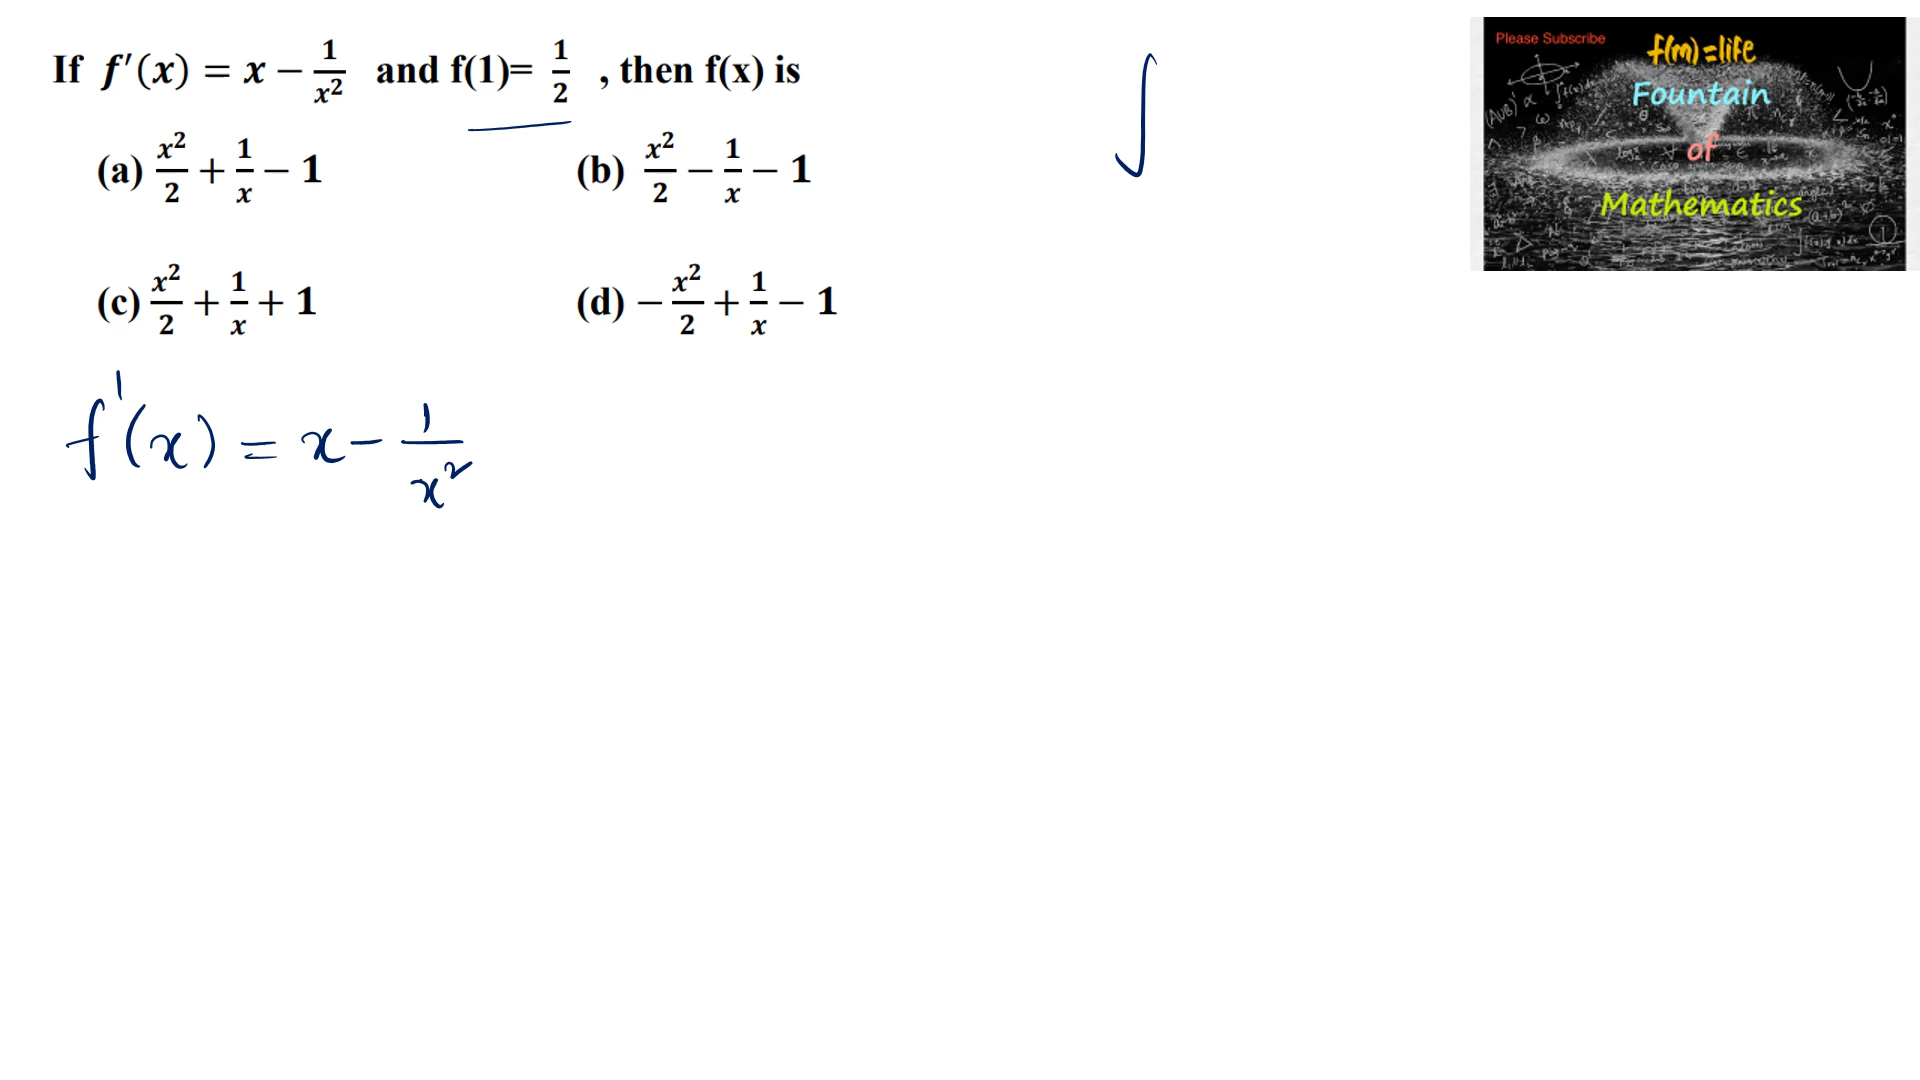 If f′(x) = x − 1/x² and f(1)= 1/2 , then f(x) is
(a) x²/2 + 1/x − 1 (b) x²/2 − 1/x − 1
(c) x²/2 + 1/x + 1 (d) − x²/2 + 1/x − 1
f′(x) = x − 1/x²
∫
Please Subscribe
f(m)=life
Fountain
of
Mathematics